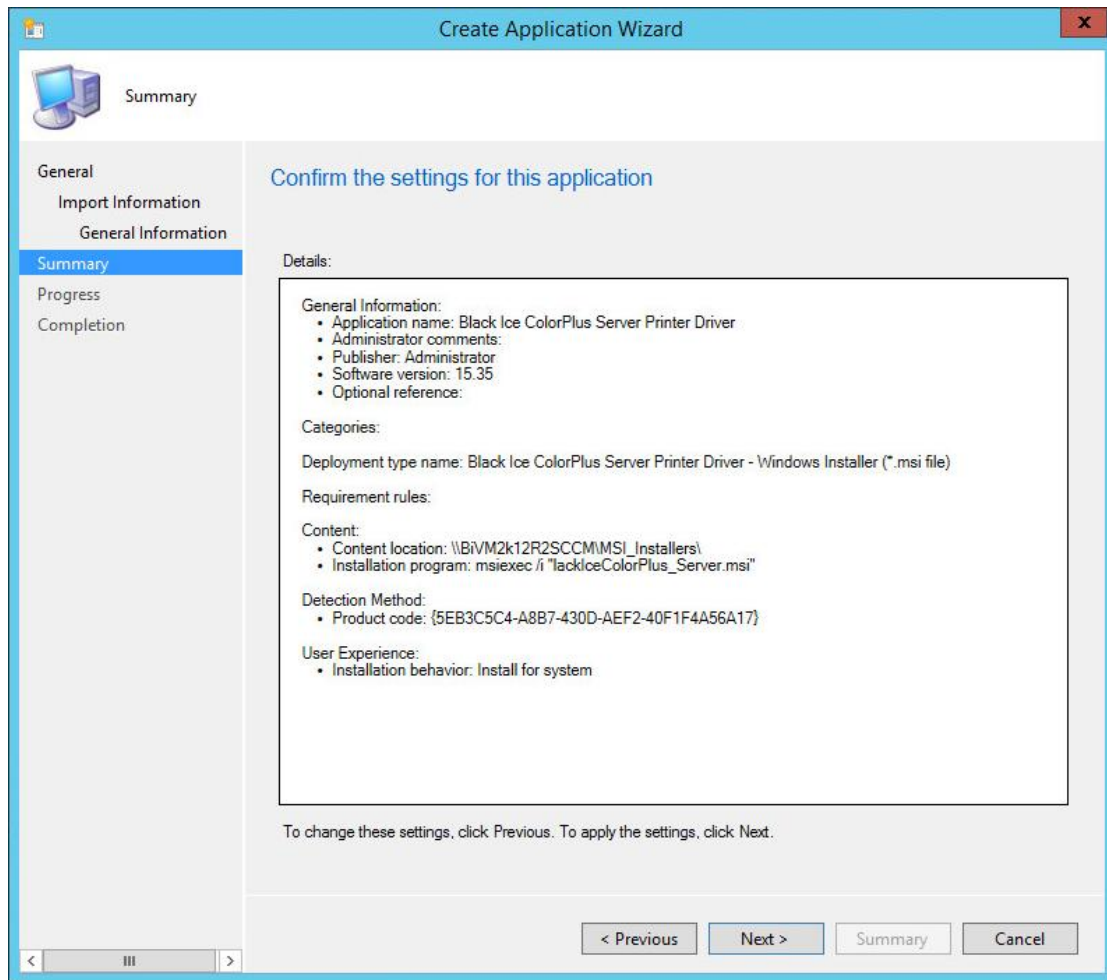 Create Application Wizard
x
Summary
General
Import Information
General Information
Summary
Progress
Completion
Confirm the settings for this application
Details:
General Information:
• Application name: Black Ice ColorPlus Server Printer Driver
• Administrator comments:
• Publisher: Administrator
• Software version: 15.35
• Optional reference:
Categories:
Deployment type name: Black Ice ColorPlus Server Printer Driver - Windows Installer (*.msi file)
Requirement rules:
Content:
• Content location: \\BiVM2k12R2SCCM\MSI_Installers\
• Installation program: msiexec /i "lackIceColorPlus_Server.msi"
Detection Method:
• Product code: {5EB3C5C4-A8B7-430D-AEF2-40F1F4A56A17}
User Experience:
• Installation behavior: Install for system
To change these settings, click Previous. To apply the settings, click Next.
< Previous Next > Summary Cancel